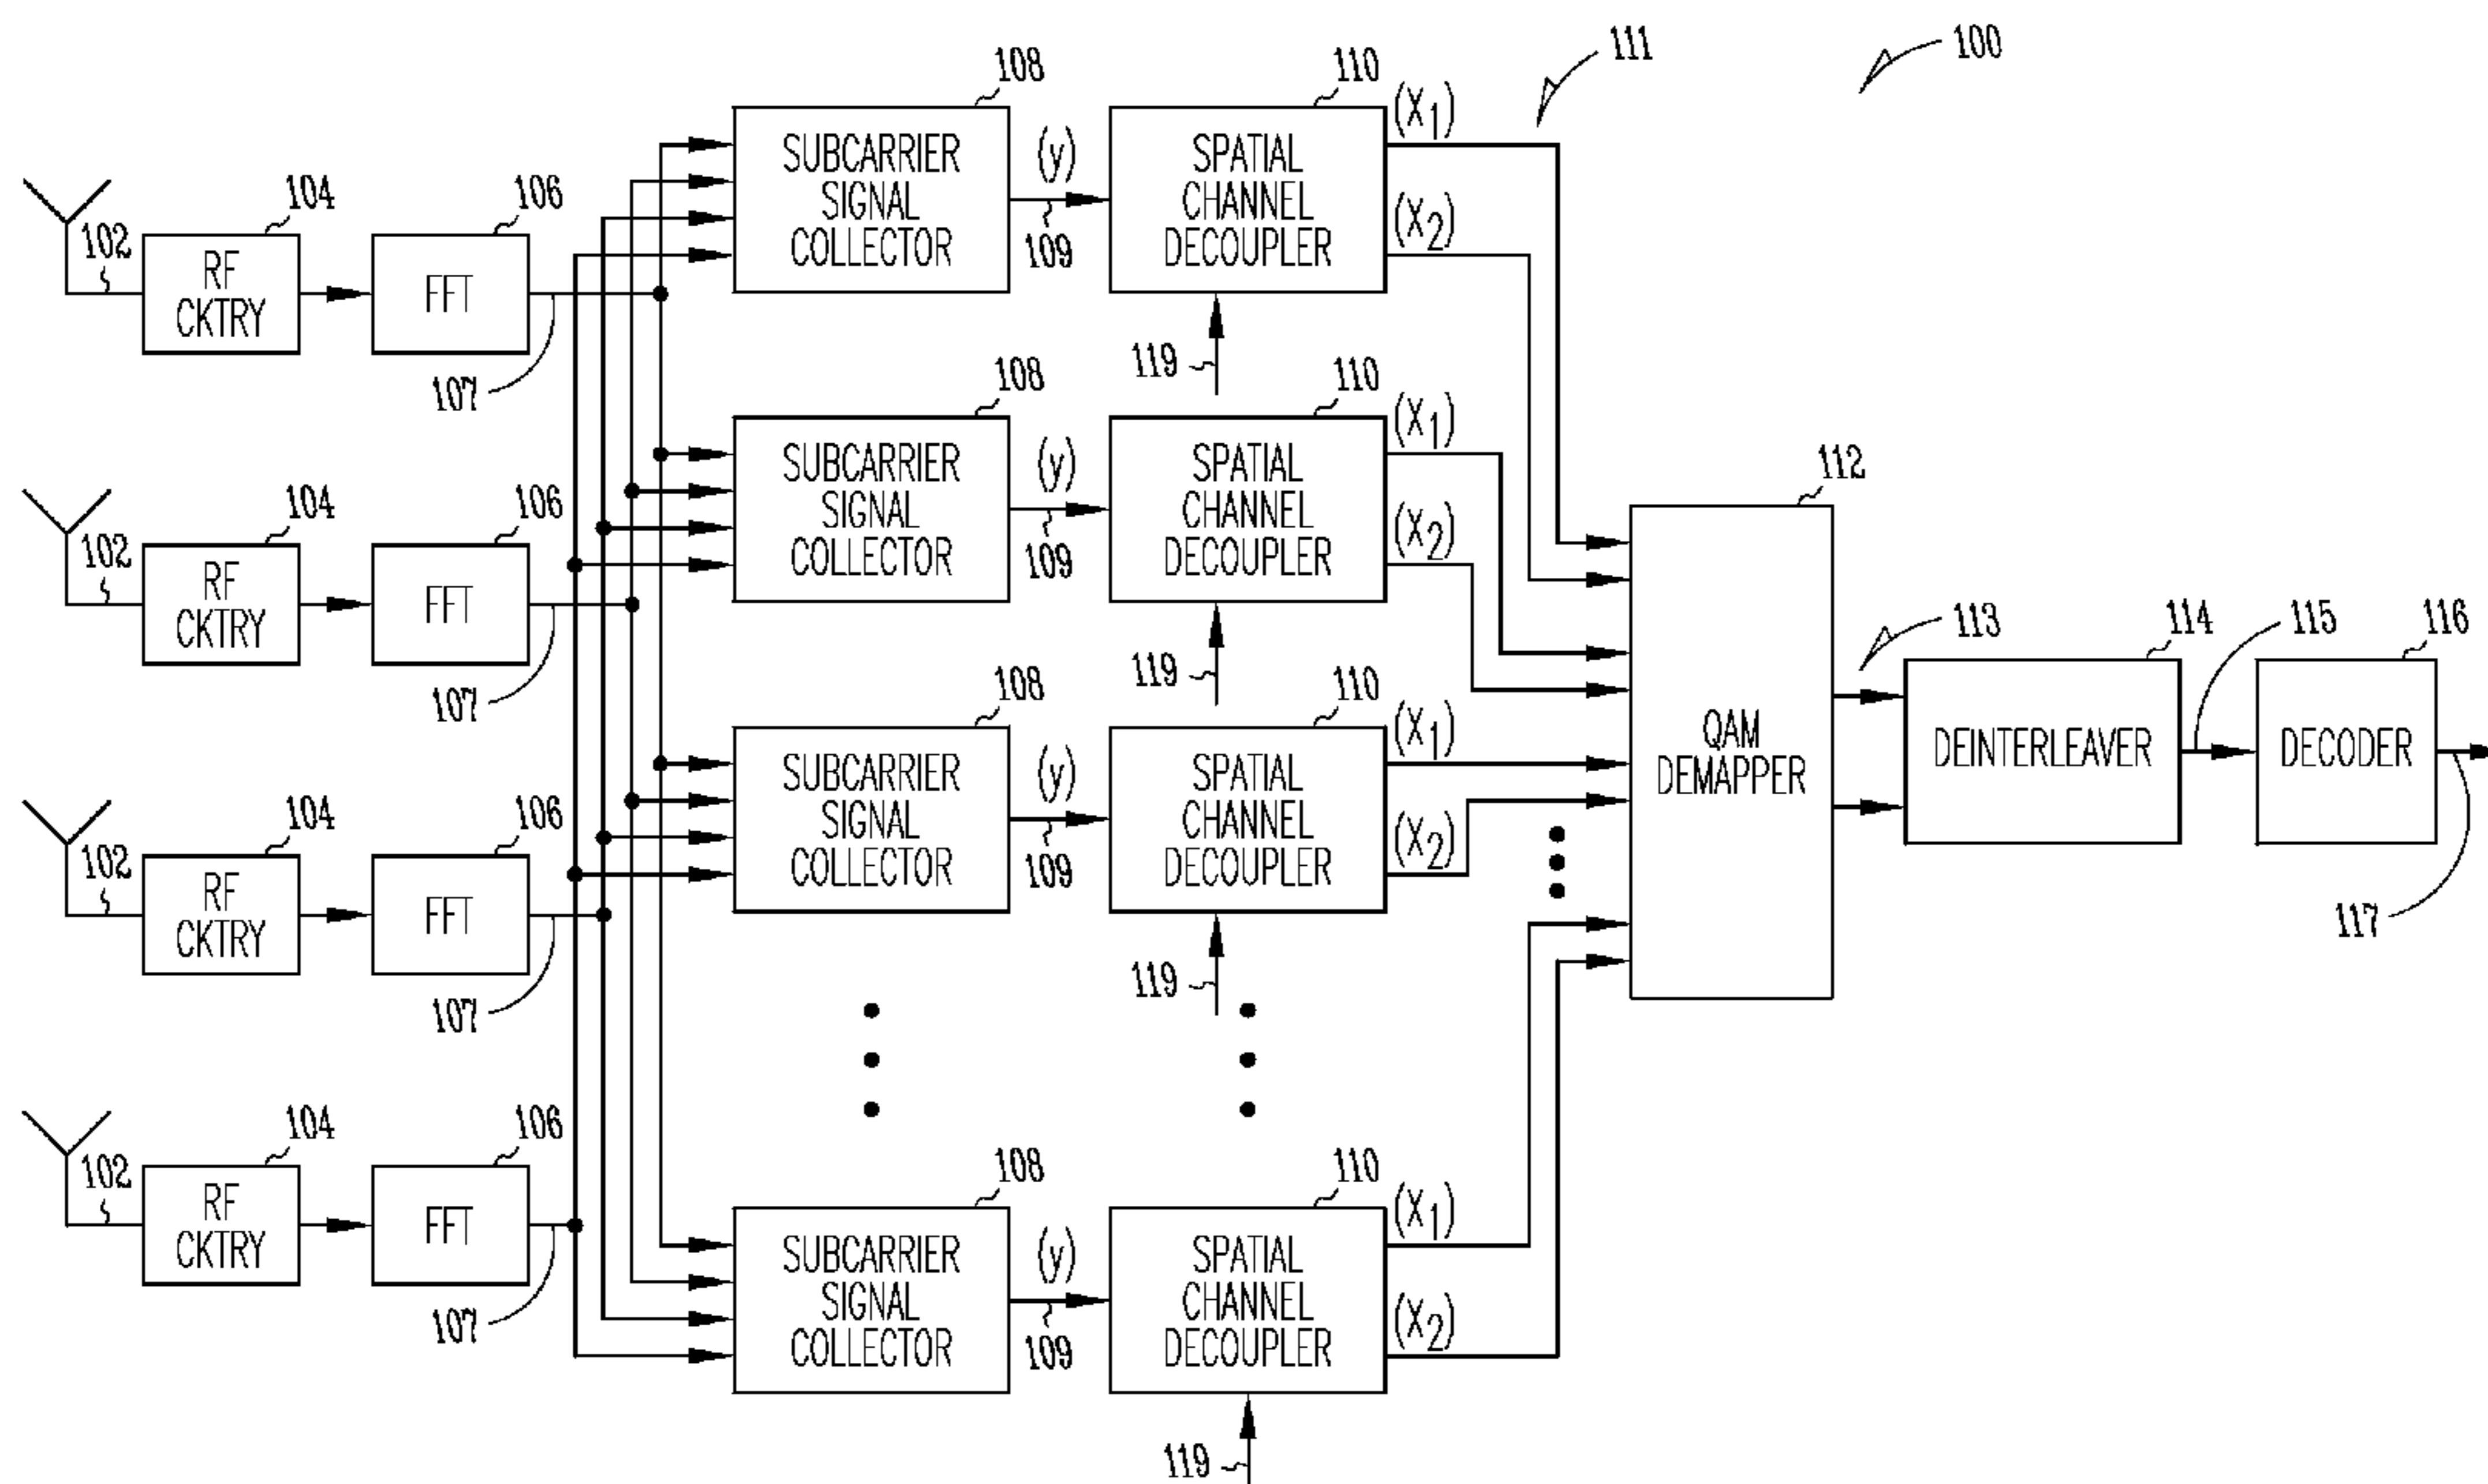 100
111
108
110
(X1)
102
104
RF
CKTRY
106
FFT
107
SUBCARRIER
SIGNAL
COLLECTOR
(y)
109
SPATIAL
CHANNEL
DECOUPLER
(X2)
119
102
104
RF
CKTRY
106
FFT
107
108
SUBCARRIER
SIGNAL
COLLECTOR
(y)
109
110
SPATIAL
CHANNEL
DECOUPLER
(X1)
(X2)
119
102
104
RF
CKTRY
106
FFT
107
108
SUBCARRIER
SIGNAL
COLLECTOR
(y)
109
110
SPATIAL
CHANNEL
DECOUPLER
(X1)
(X2)
119
102
104
RF
CKTRY
106
FFT
107
108
SUBCARRIER
SIGNAL
COLLECTOR
(y)
109
110
SPATIAL
CHANNEL
DECOUPLER
(X1)
(X2)
119
112
QAM
DEMAPPER
113
114
DEINTERLEAVER
115
116
DECODER
117